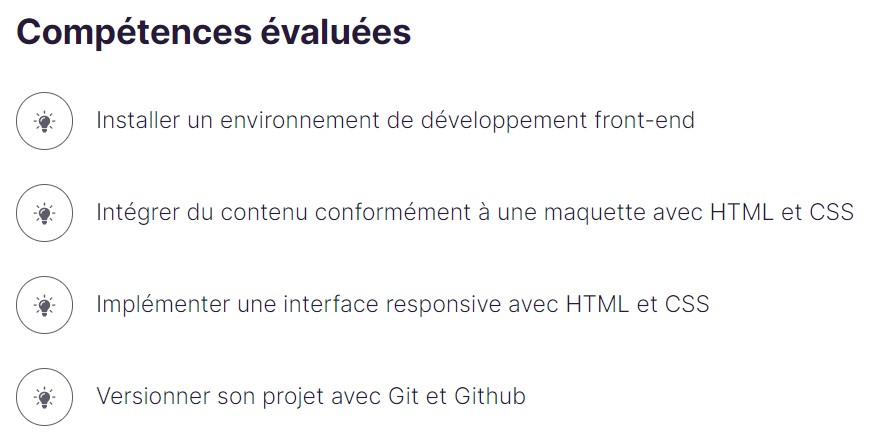 Compétences évaluées
Installer un environnement de développement front-end
Intégrer du contenu conformément à une maquette avec HTML et CSS
Implémenter une interface responsive avec HTML et CSS
Versionner son projet avec Git et Github